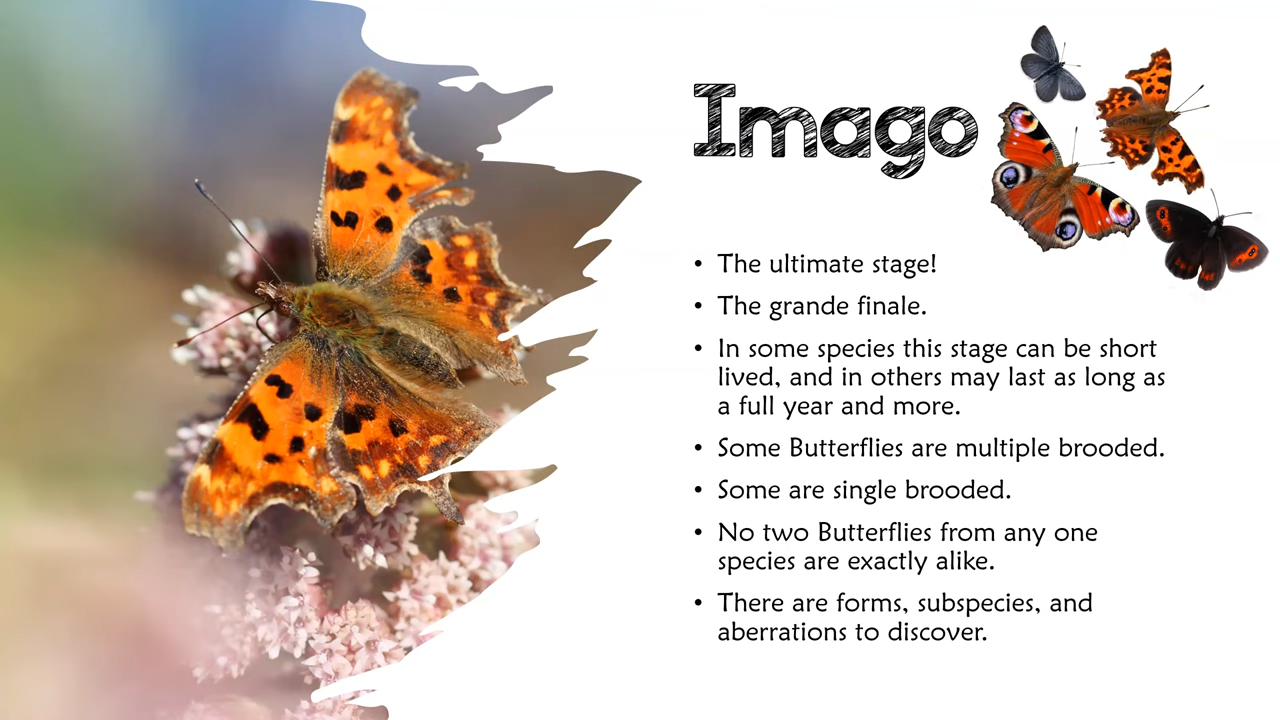 Imago
• The ultimate stage!
• The grande finale.
• In some species this stage can be short
lived, and in others may last as long as
a full year and more.
• Some Butterflies are multiple brooded.
• Some are single brooded.
• No two Butterflies from any one
species are exactly alike.
• There are forms, subspecies, and
aberrations to discover.